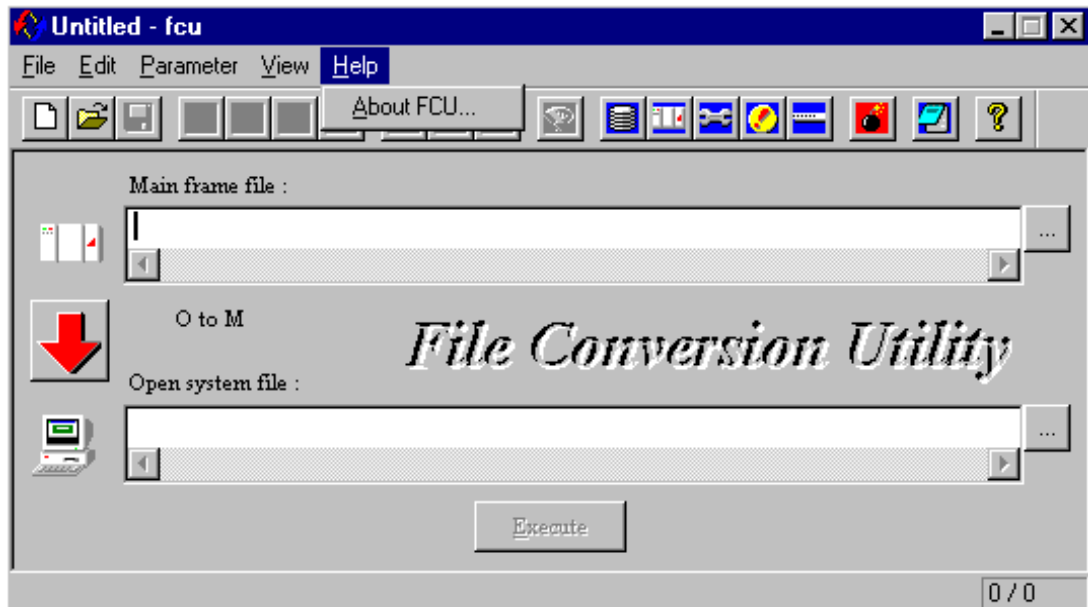 Untitled - fcu
File Edit Parameter View Help
About FCU...
Main frame file :
...
O to M
File Conversion Utility
Open system file :
...
Execute
0 / 0